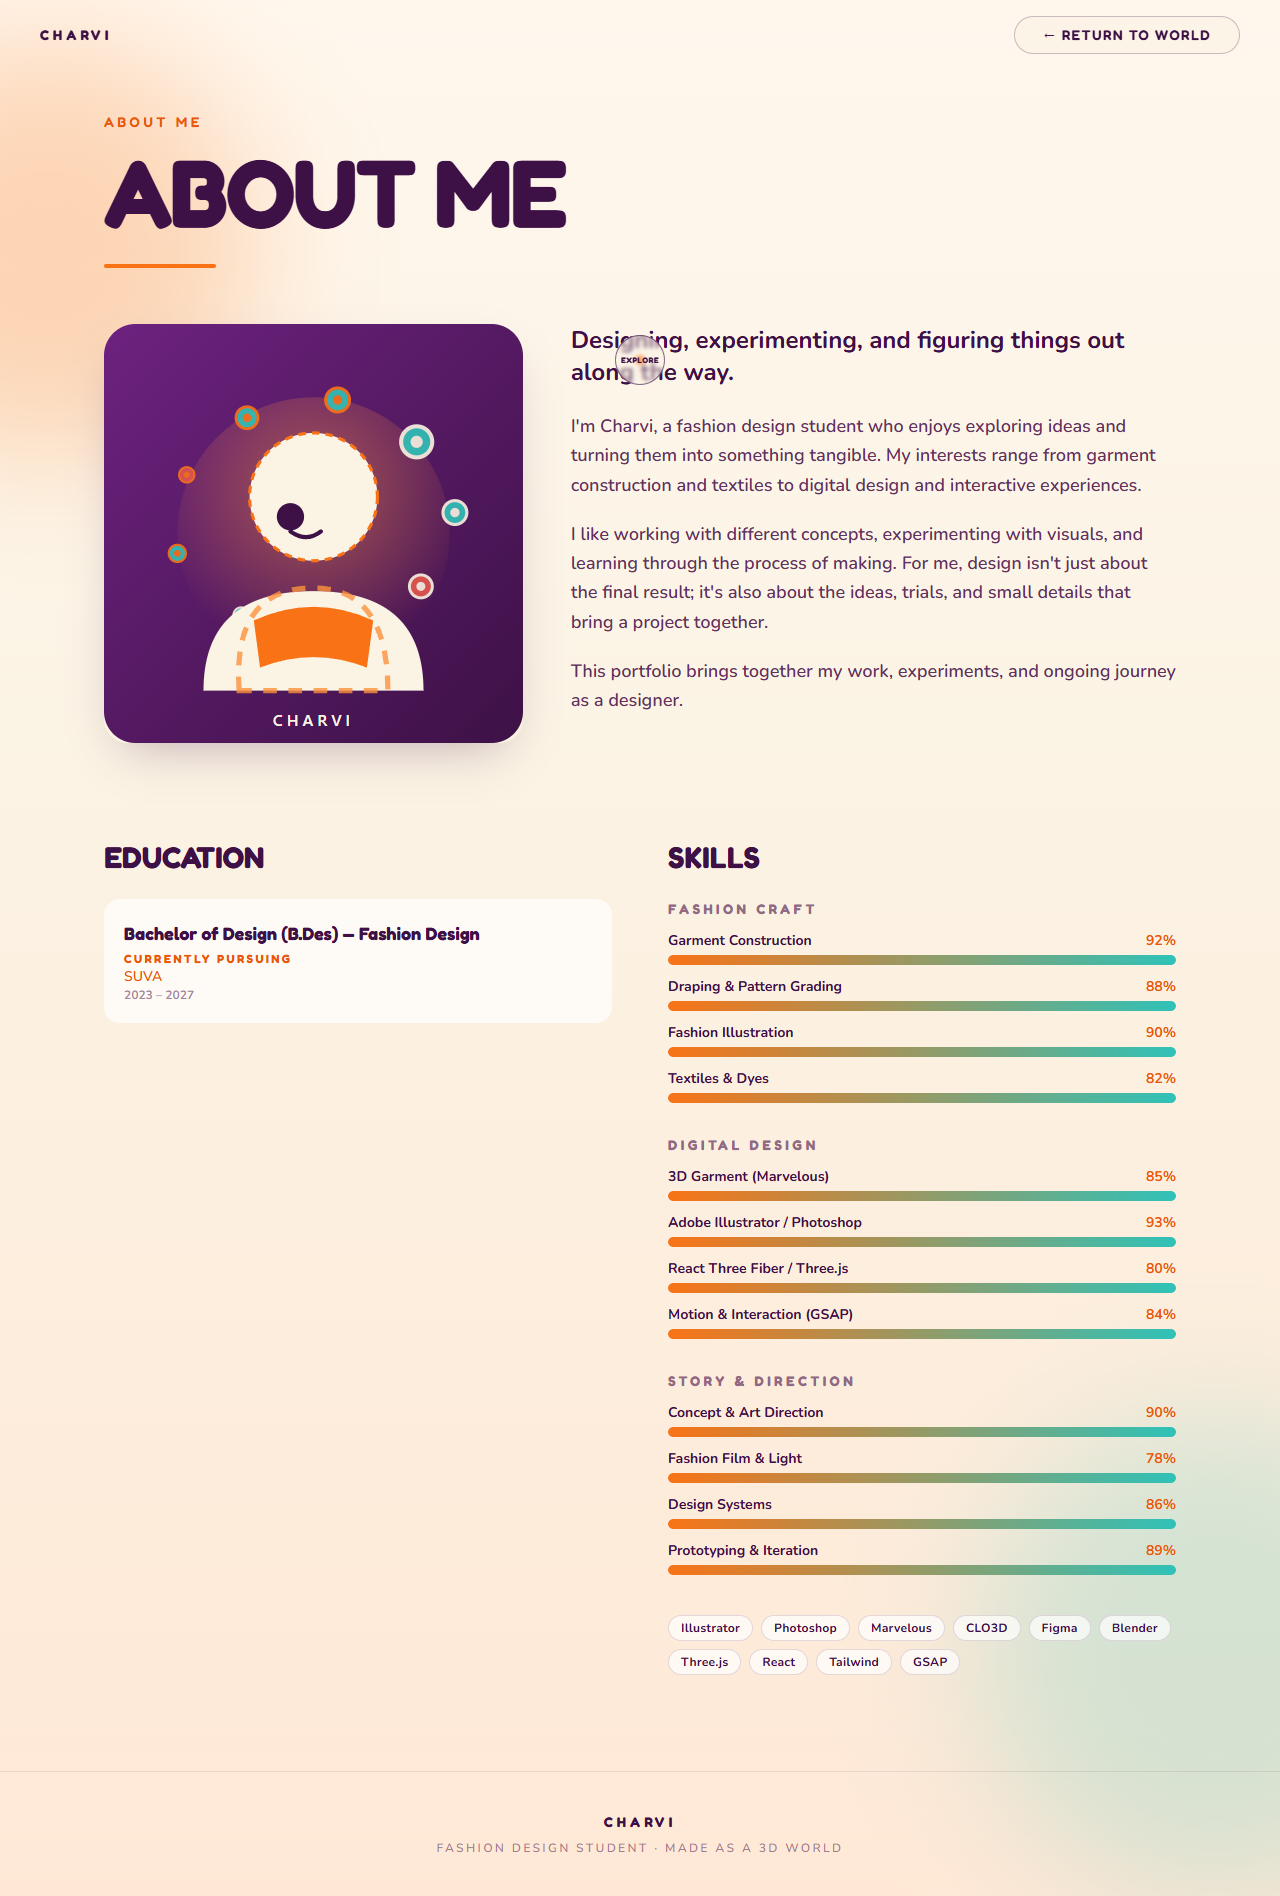 CHARVI
← RETURN TO WORLD
ABOUT ME
ABOUT ME
Designing, experimenting, and figuring things out
along the way.
EXPLORE
I'm Charvi, a fashion design student who enjoys exploring ideas and
turning them into something tangible. My interests range from garment
construction and textiles to digital design and interactive experiences.
I like working with different concepts, experimenting with visuals, and
learning through the process of making. For me, design isn't just about
the final result; it's also about the ideas, trials, and small details that
bring a project together.
This portfolio brings together my work, experiments, and ongoing journey
as a designer.
CHARVI
EDUCATION
Bachelor of Design (B.Des) — Fashion Design
CURRENTLY PURSUING
SUVA
2023 – 2027
SKILLS
FASHION CRAFT
Garment Construction 92%
Draping & Pattern Grading 88%
Fashion Illustration 90%
Textiles & Dyes 82%
DIGITAL DESIGN
3D Garment (Marvelous) 85%
Adobe Illustrator / Photoshop 93%
React Three Fiber / Three.js 80%
Motion & Interaction (GSAP) 84%
STORY & DIRECTION
Concept & Art Direction 90%
Fashion Film & Light 78%
Design Systems 86%
Prototyping & Iteration 89%
Illustrator Photoshop Marvelous CLO3D Figma Blender
Three.js React Tailwind GSAP
CHARVI
FASHION DESIGN STUDENT · MADE AS A 3D WORLD